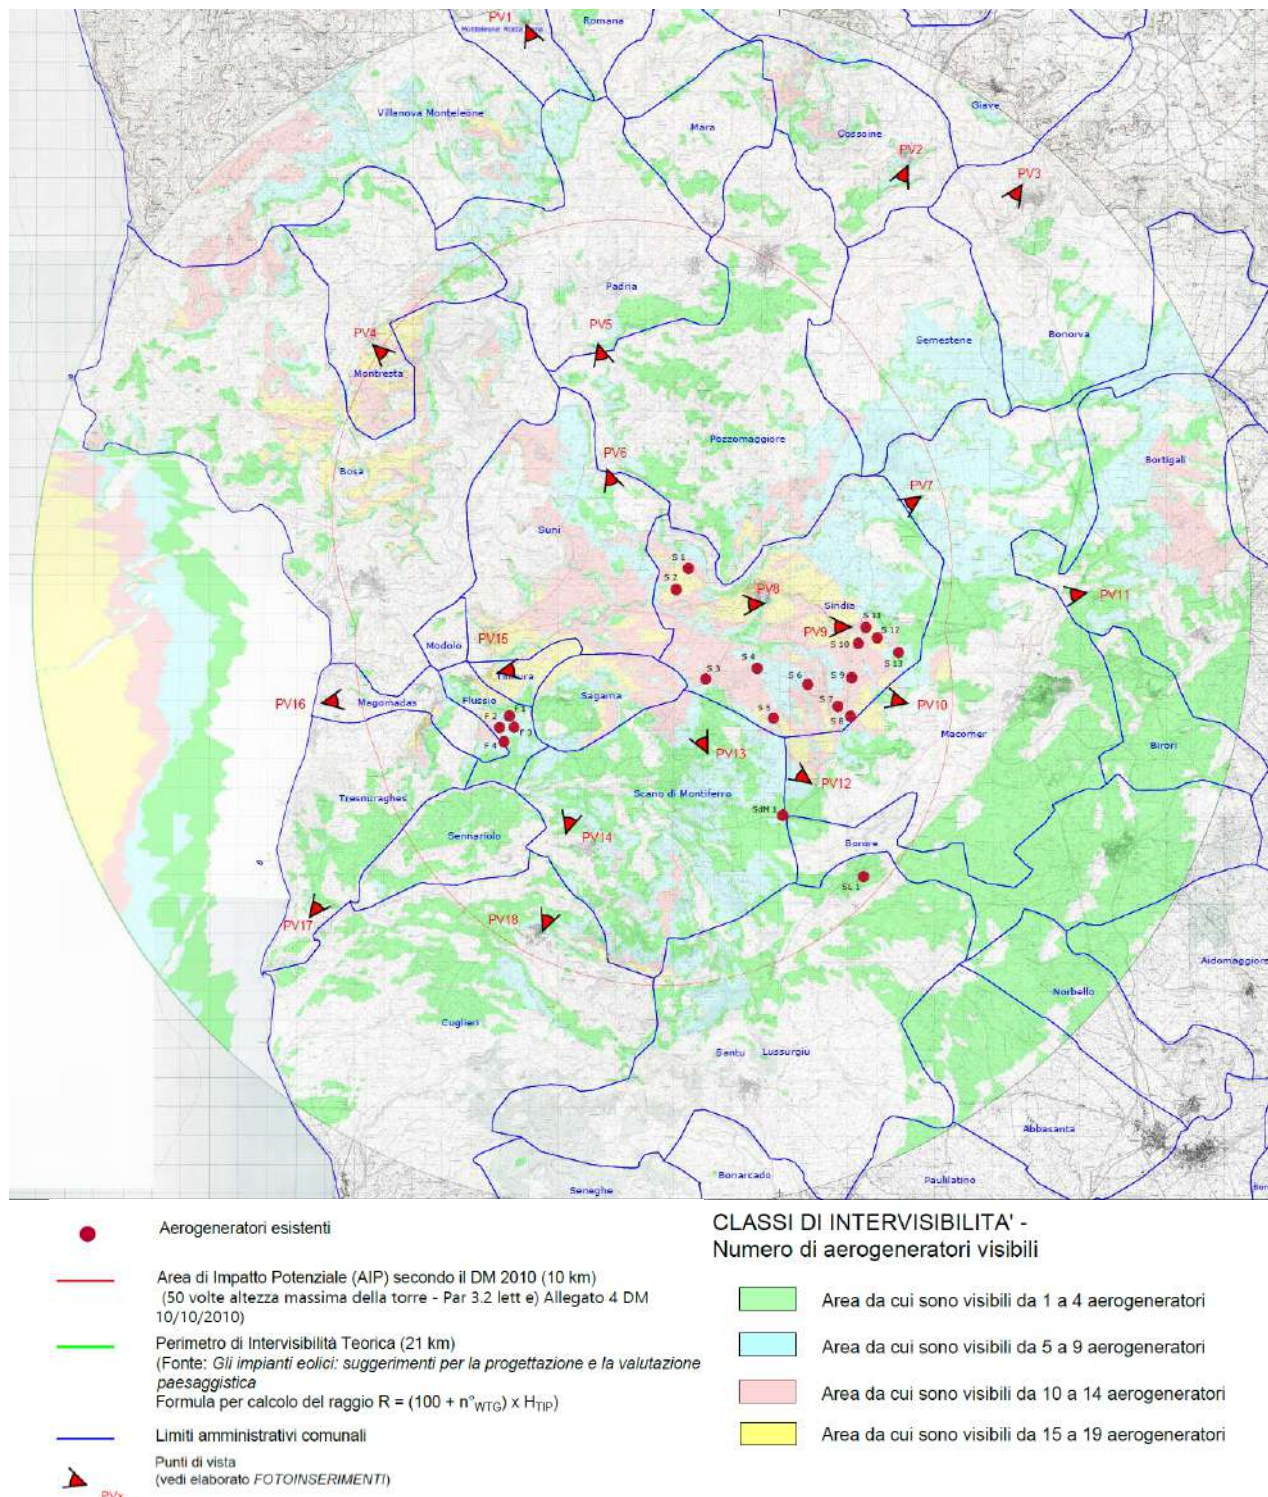 PV1
Romana
Monteleone Rocca Doria
Villanova Monteleone
Mara
Cossoine
Giave
PV2
PV3
Padria
PV4
Montresta
PV5
Semestene
Bonorva
Pozzomaggiore
PV6
Bosa
Suni
PV7
Bortigali
S 1
S 2
PV8
Sindia
PV9
S 11
S 12
S 10
S 13
PV11
Modolo
PV15
Tinnura
Sagama
S 3
S 4
S 6
S 9
S 7
S 5
S 8
PV10
PV16
Magomadas
Flussio
F 1
F 2
F 3
F 4
PV13
Macomer
Birori
Tresnuraghes
Scano di Montiferro
PV12
SdM 1
Sennariolo
PV14
Borore
SL 1
PV17
PV18
Aidomaggiore
Norbello
Cuglieri
Santu Lussurgiu
Abbasanta
Seneghe
Bonarcado
Paulilatino
Aerogeneratori esistenti
Area di Impatto Potenziale (AIP) secondo il DM 2010 (10 km)
(50 volte altezza massima della torre - Par 3.2 lett e) Allegato 4 DM
10/10/2010)
Perimetro di Intervisibilità Teorica (21 km)
(Fonte: Gli impianti eolici: suggerimenti per la progettazione e la valutazione
paesaggistica
Formula per calcolo del raggio R = (100 + n°WTG) x HTIP)
Limiti amministrativi comunali
Punti di vista
(vedi elaborato FOTOINSERIMENTI)
PVx
CLASSI DI INTERVISIBILITA' -
Numero di aerogeneratori visibili
Area da cui sono visibili da 1 a 4 aerogeneratori
Area da cui sono visibili da 5 a 9 aerogeneratori
Area da cui sono visibili da 10 a 14 aerogeneratori
Area da cui sono visibili da 15 a 19 aerogeneratori